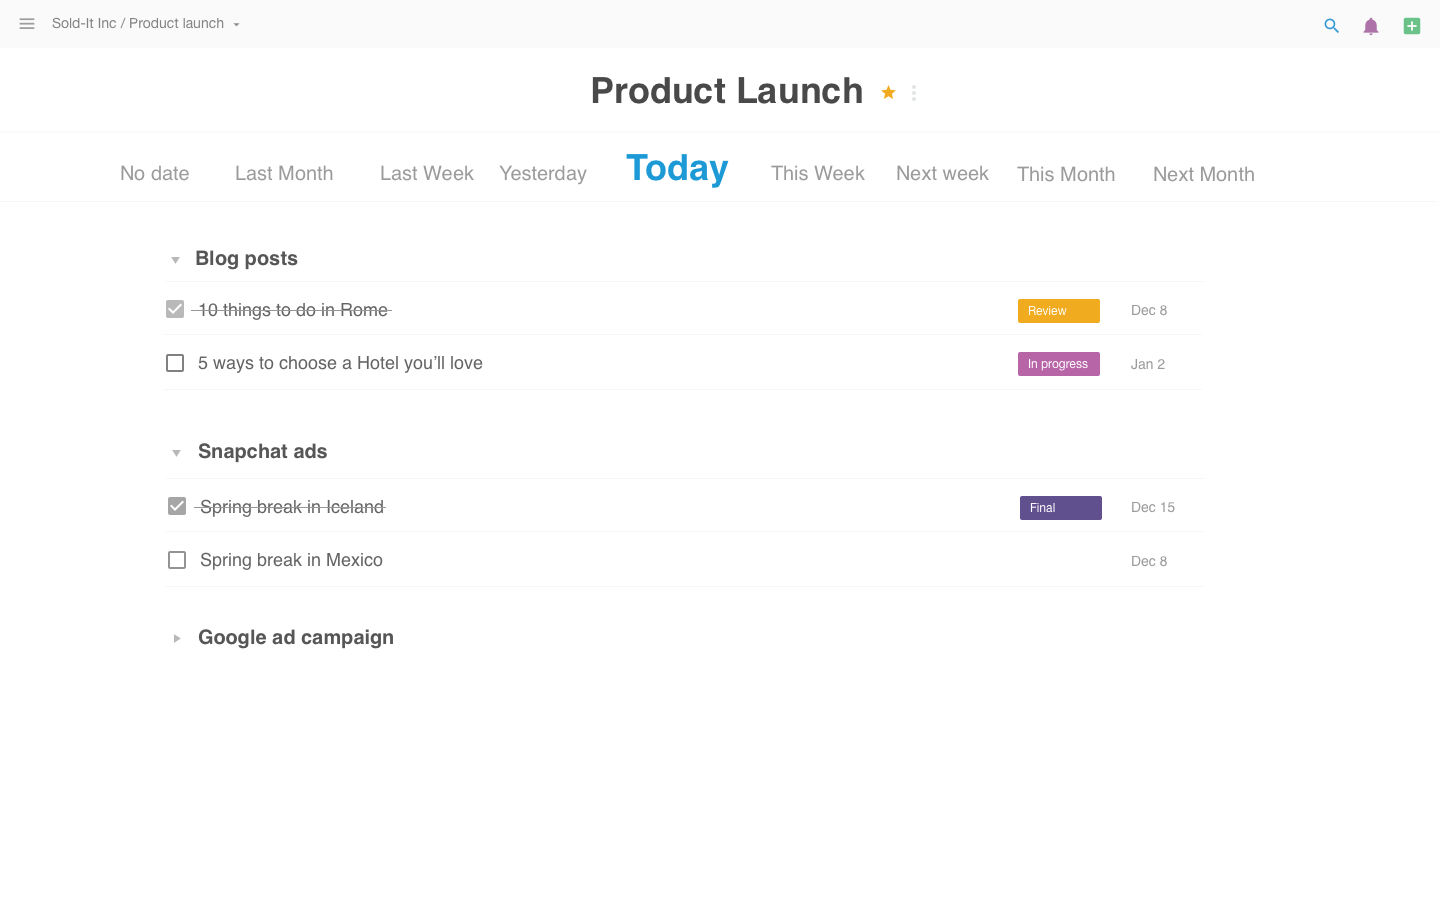 Sold-It Inc / Product launch
Product Launch
No date Last Month Last Week Yesterday Today This Week Next week This Month Next Month
Blog posts
10 things to do in Rome Review Dec 8
5 ways to choose a Hotel you’ll love In progress Jan 2
Snapchat ads
Spring break in Iceland Final Dec 15
Spring break in Mexico Dec 8
Google ad campaign